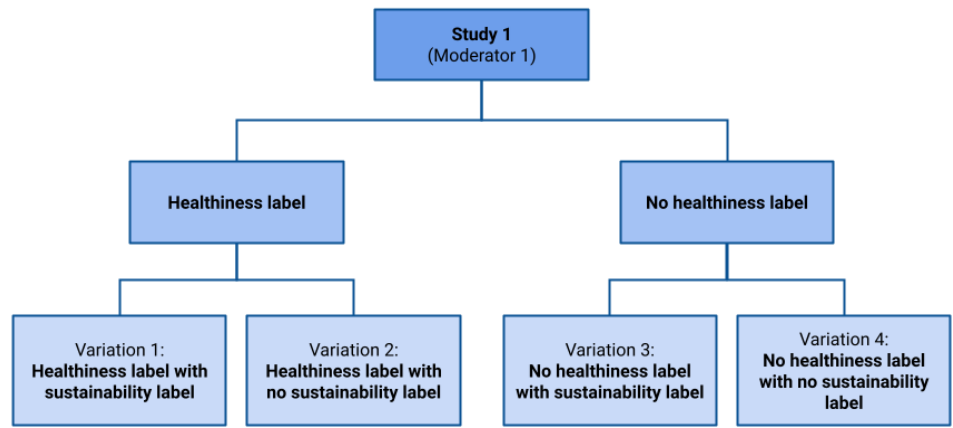 Study 1
(Moderator 1)
Healthiness label
No healthiness label
Variation 1:
Healthiness label with
sustainability label
Variation 2:
Healthiness label with
no sustainability label
Variation 3:
No healthiness label
with sustainability label
Variation 4:
No healthiness label
with no sustainability
label